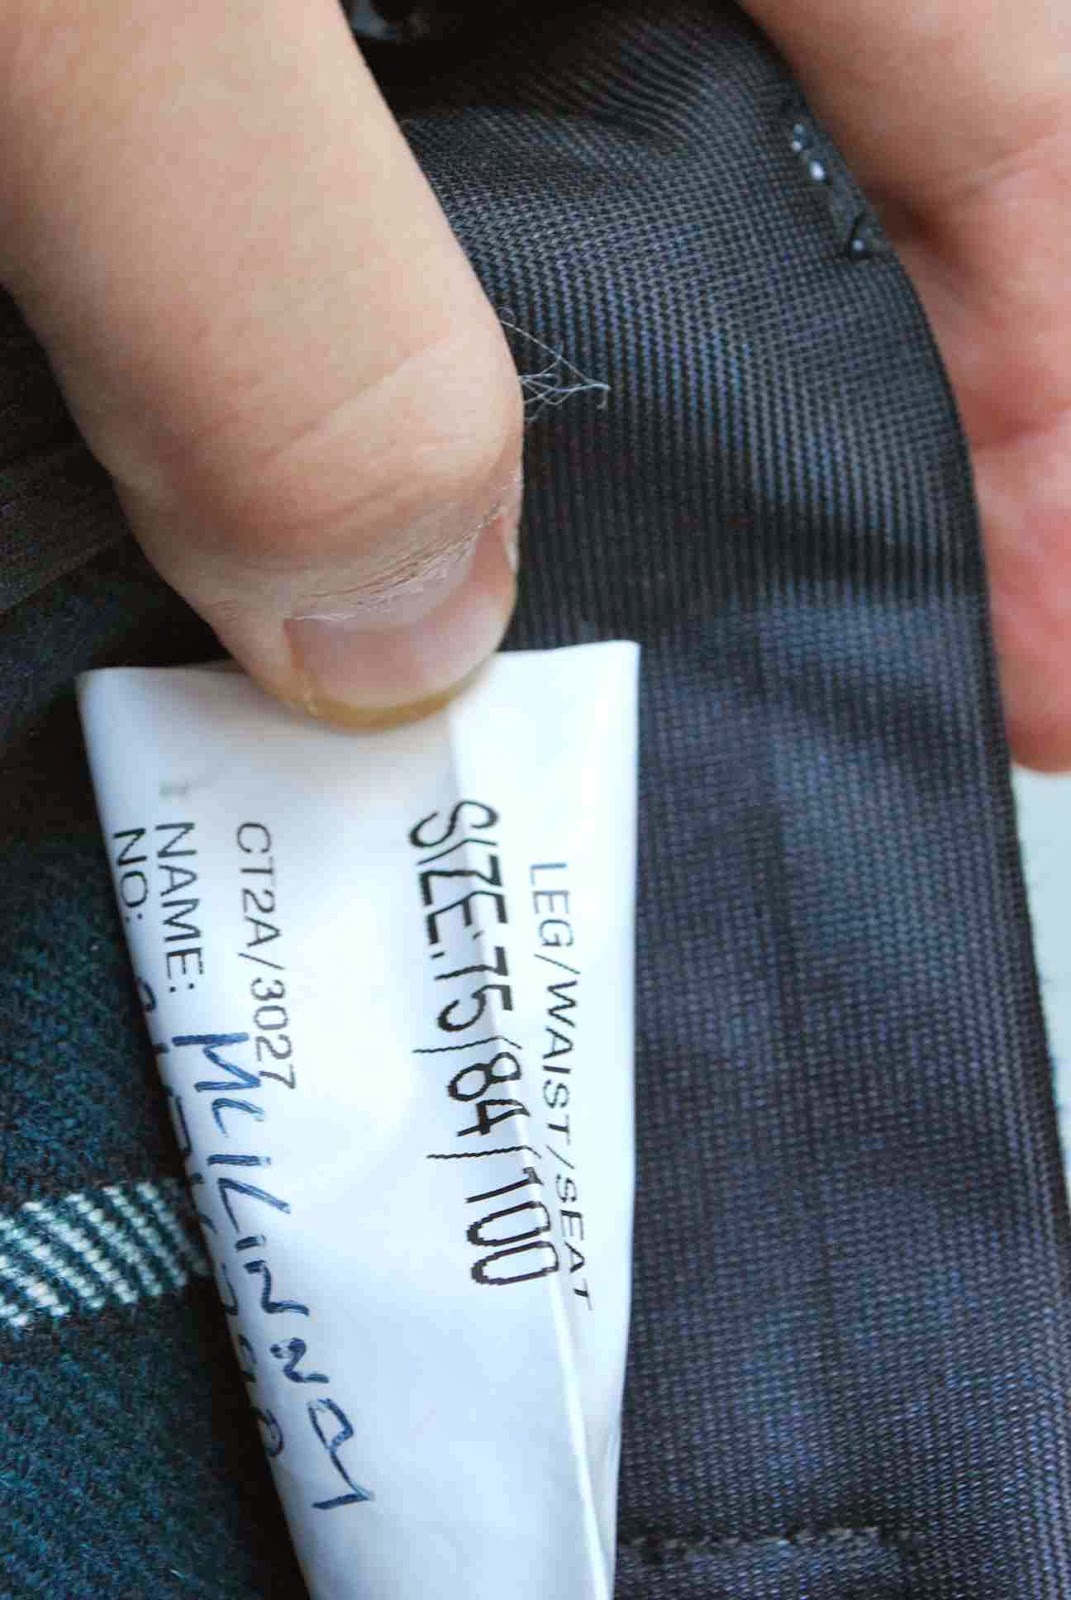 LEG/WAIST/SEAT
SIZE:75/84/100
CT2A/3027
NAME:
NO: